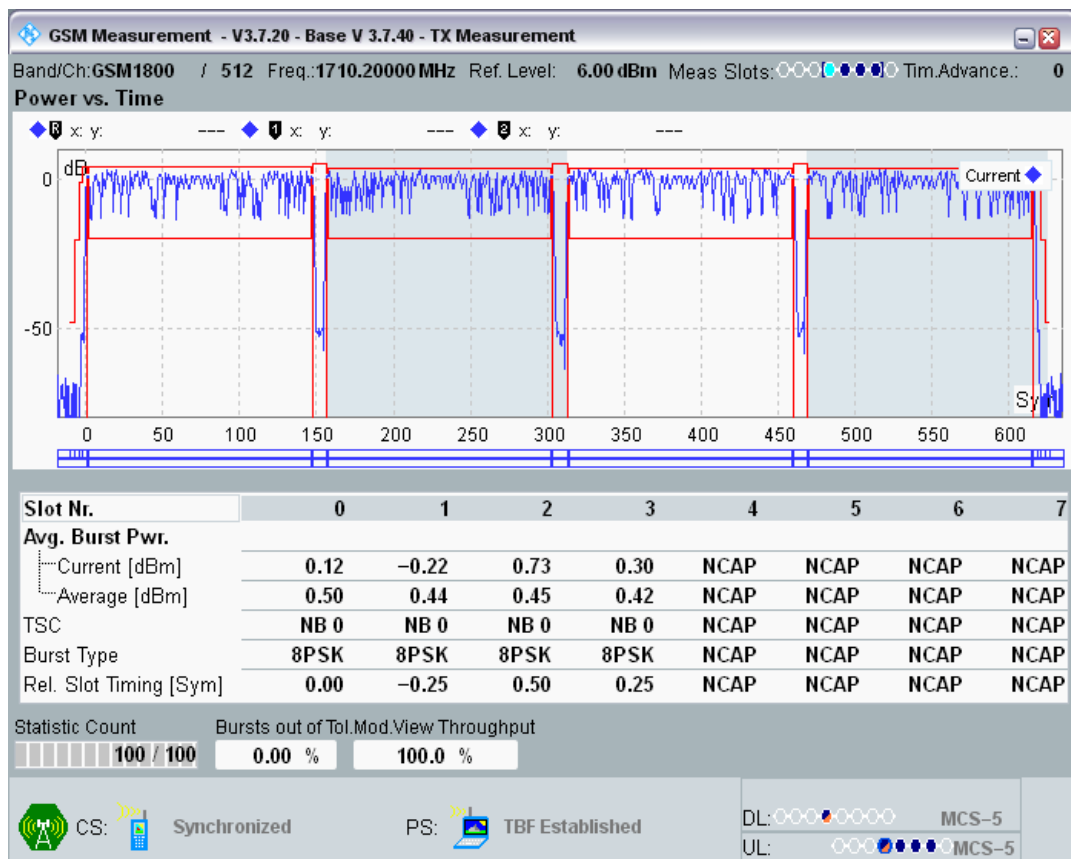 GSM Measurement - V3.7.20 - Base V 3.7.40 - TX Measurement
Band/Ch:GSM1800 / 512 Freq.:1710.20000 MHz Ref. Level: 6.00 dBm Meas Slots: Tim.Advance.: 0
Power vs. Time
R x: y: --- 1 x: y: --- 2 x: y: ---
dB
Current
0
-50
0 50 100 150 200 250 300 350 400 450 500 550 600
Slot Nr. 0 1 2 3 4 5 6 7
Avg. Burst Pwr.
Current [dBm] 0.12 −0.22 0.73 0.30 NCAP NCAP NCAP NCAP
Average [dBm] 0.50 0.44 0.45 0.42 NCAP NCAP NCAP NCAP
TSC NB 0 NB 0 NB 0 NB 0 NCAP NCAP NCAP NCAP
Burst Type 8PSK 8PSK 8PSK 8PSK NCAP NCAP NCAP NCAP
Rel. Slot Timing [Sym] 0.00 −0.25 0.50 0.25 NCAP NCAP NCAP NCAP
Statistic Count Bursts out of Tol.Mod.View Throughput
100 / 100 0.00 % 100.0 %
CS: Synchronized PS: TBF Established
DL: MCS−5
UL: MCS−5